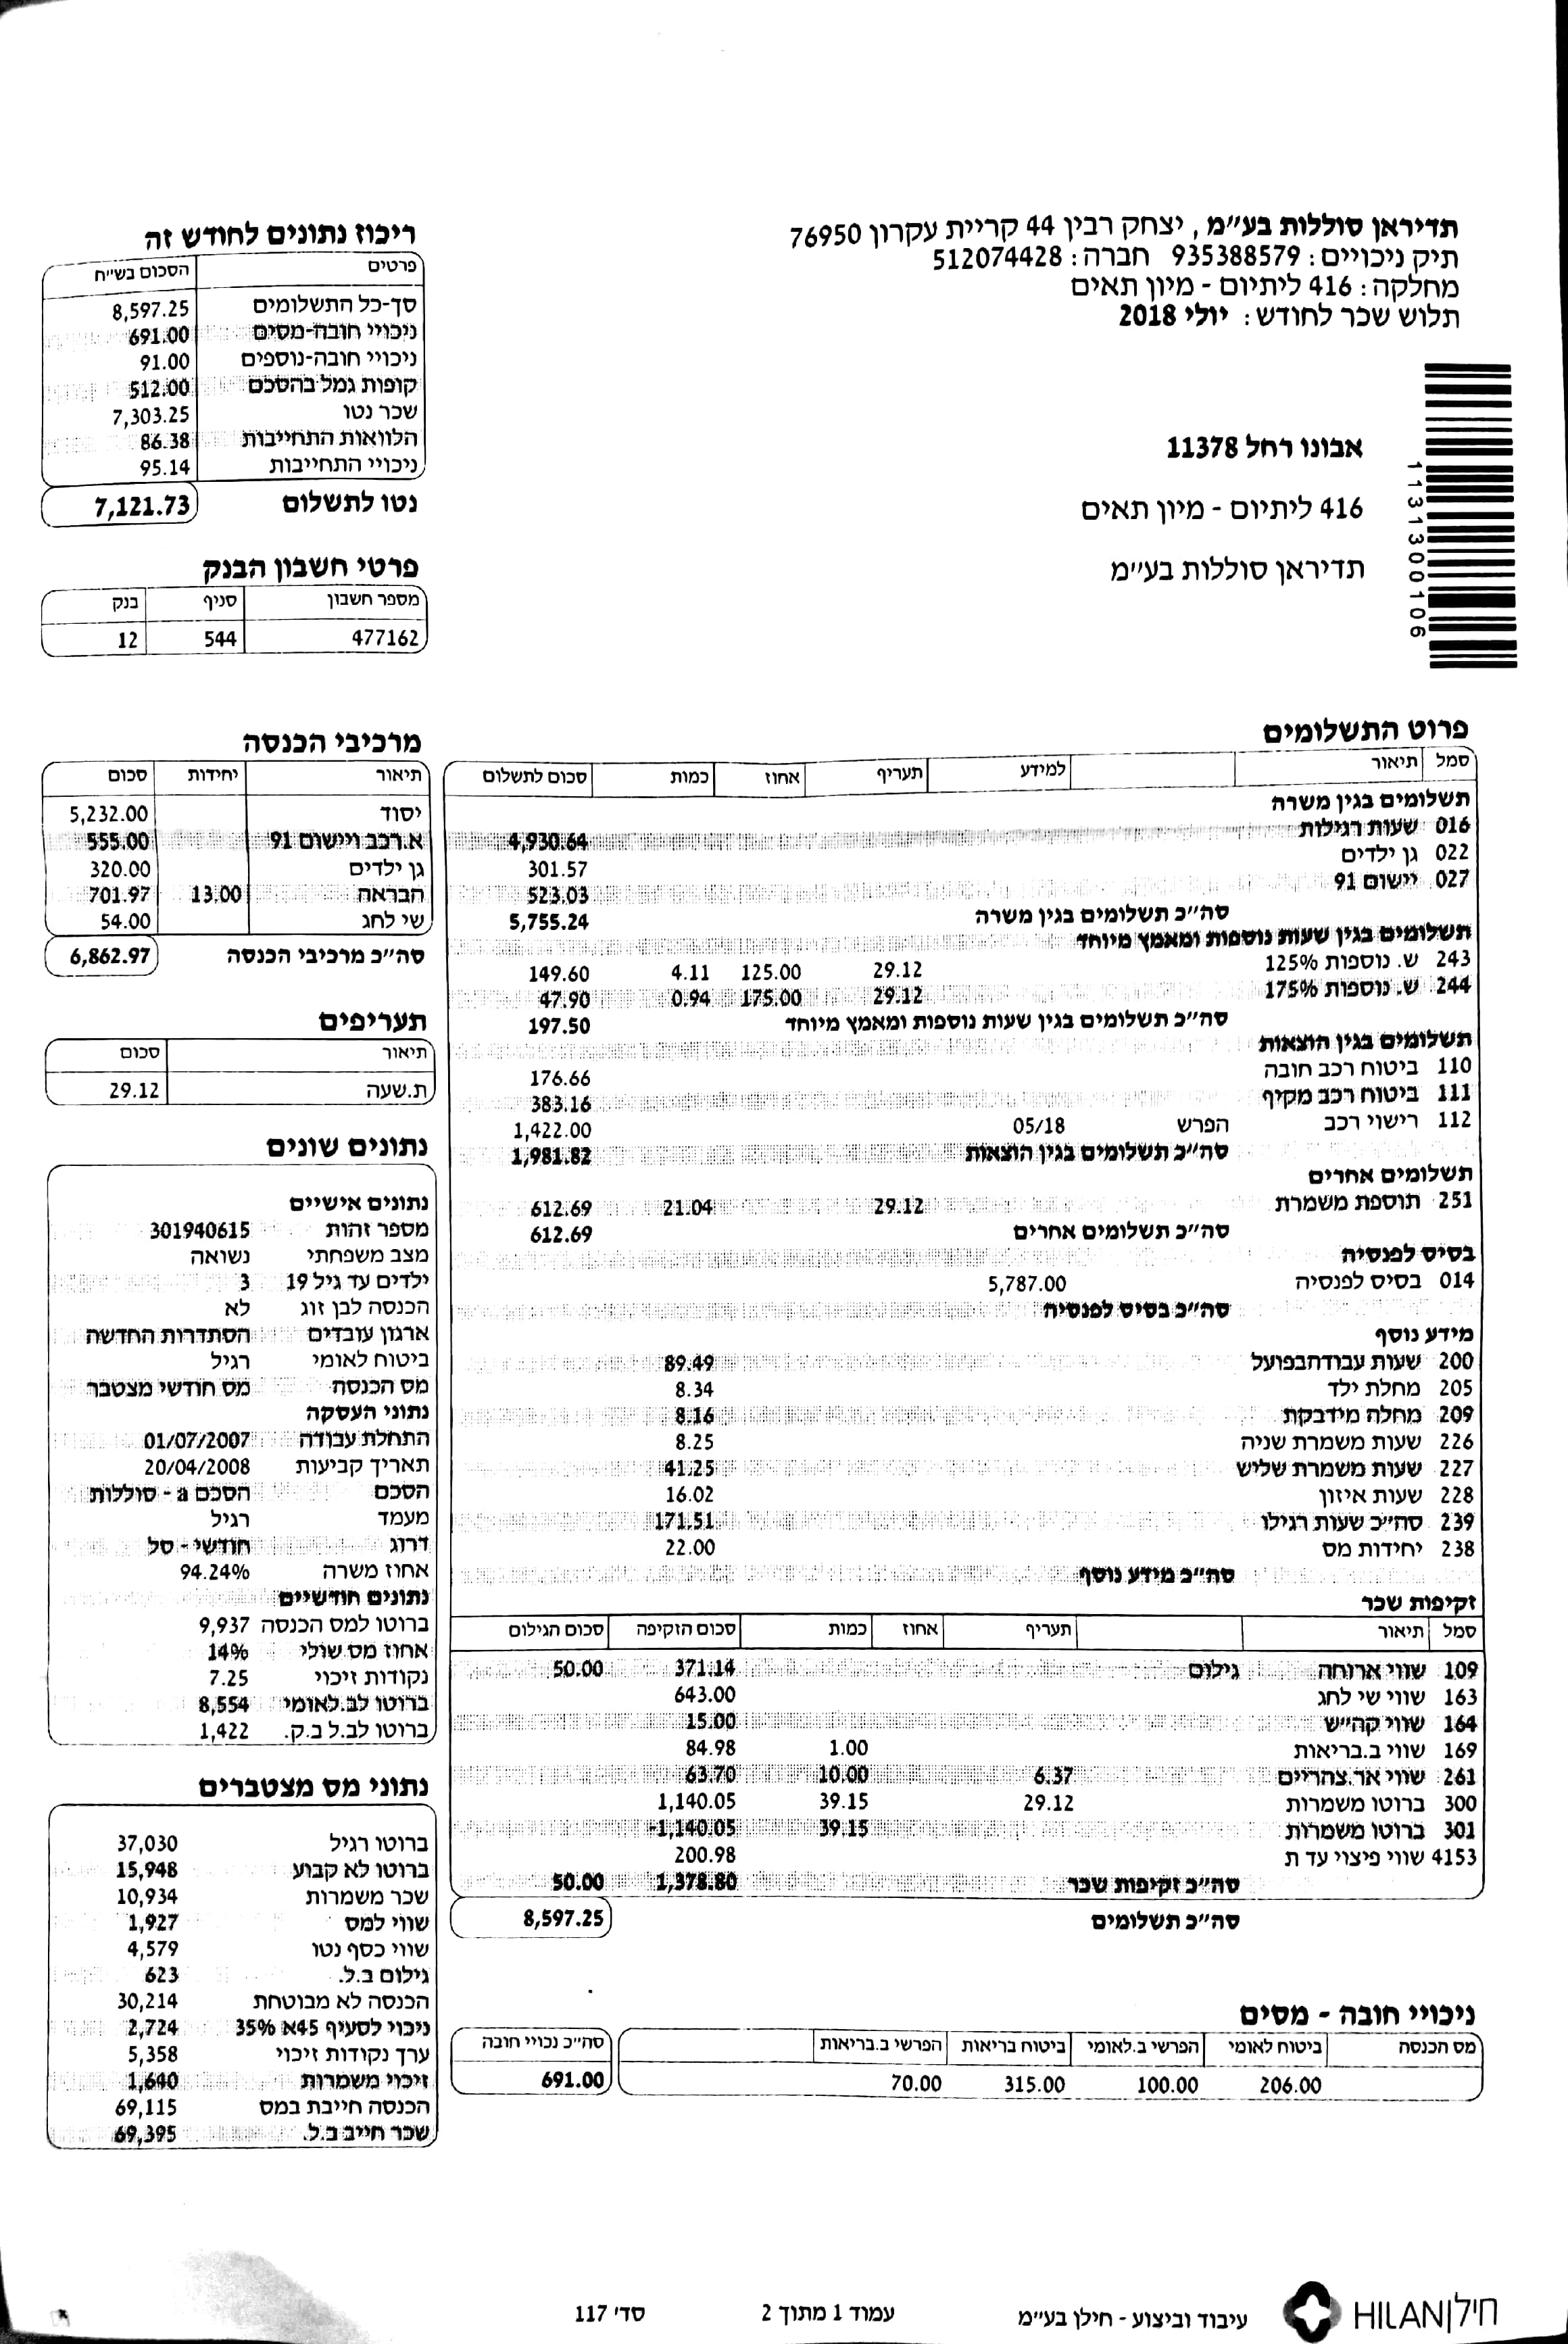 תדיראן סוללות בע״מ , יצחק רבין 44 קריית עקרון 76950
תיק ניכויים : 935388579 חברה : 512074428
מחלקה : 416 ליתיום - מיון תאים
תלוש שכר לחודש : יולי 2018
אבונו רחל 11378
416 ליתיום - מיון תאים
תדיראן סוללות בע״מ
1131300106
ריכוז נתונים לחודש זה
פרטים הסכום בש״ח
סך-כל התשלומים 8,597.25
ניכויי חובה-מסים 691.00
ניכויי חובה-נוספים 91.00
קופות גמל בהסכם 512.00
שכר נטו 7,303.25
הלוואות התחייבות 86.38
ניכויי התחייבות 95.14
נטו לתשלום 7,121.73
פרטי חשבון הבנק
מספר חשבון סניף בנק
477162 544 12
פרוט התשלומים
סמל תיאור למידע תעריף אחוז כמות סכום לתשלום
תשלומים בגין משרה
016 שעות רגילות 4,930.64
022 גן ילדים 301.57
027 יישום 91 523.03
סה״כ תשלומים בגין משרה 5,755.24
תשלומים בגין שעות נוספות ומאמץ מיוחד
243 ש. נוספות 125% 29.12 125.00 4.11 149.60
244 ש. נוספות 175% 29.12 175.00 0.94 47.90
סה״כ תשלומים בגין שעות נוספות ומאמץ מיוחד 197.50
תשלומים בגין הוצאות
110 ביטוח רכב חובה 176.66
111 ביטוח רכב מקיף 383.16
112 רישוי רכב הפרש 05/18 1,422.00
סה״כ תשלומים בגין הוצאות 1,981.82
תשלומים אחרים
251 תוספת משמרת 29.12 21.04 612.69
סה״כ תשלומים אחרים 612.69
בסיס לפנסיה
014 בסיס לפנסיה 5,787.00
סה״כ בסיס לפנסיה
מידע נוסף
200 שעות עבודהבפועל 89.49
205 מחלת ילד 8.34
209 מחלה מידבקת 8.16
226 שעות משמרת שניה 8.25
227 שעות משמרת שליש 41.25
228 שעות איזון 16.02
239 סה״כ שעות רגילו 171.51
238 יחידות מס 22.00
סה״כ מידע נוסף
זקיפות שכר
סמל תיאור תעריף אחוז כמות סכום הזקיפה סכום הגילום
109 שווי ארוחה גילום 371.14 50.00
163 שווי שי לחג 643.00
164 שווי קה״ש 15.00
169 שווי ב.בריאות 1.00 84.98
261 שווי אר.צהריים 6.37 10.00 63.70
300 ברוטו משמרות 29.12 39.15 1,140.05
301 ברוטו משמרות 39.15 -1,140.05
4153 שווי פיצוי עד ת 200.98
סה״כ זקיפות שכר 1,378.80 50.00
סה״כ תשלומים 8,597.25
מרכיבי הכנסה
תיאור יחידות סכום
יסוד 5,232.00
א.רכב ויישום 91 555.00
גן ילדים 320.00
הבראה 13.00 701.97
שי לחג 54.00
סה״כ מרכיבי הכנסה 6,862.97
תעריפים
תיאור סכום
ת.שעה 29.12
נתונים שונים
נתונים אישיים
מספר זהות 301940615
מצב משפחתי נשואה
ילדים עד גיל 19 3
הכנסה לבן זוג לא
ארגון עובדים הסתדרות החדשה
ביטוח לאומי רגיל
מס הכנסה מס חודשי מצטבר
נתוני העסקה
התחלת עבודה 01/07/2007
תאריך קביעות 20/04/2008
הסכם הסכם a - סוללות
מעמד רגיל
דרוג חודשי - סל
אחוז משרה 94.24%
נתונים חודשיים
ברוטו למס הכנסה 9,937
אחוז מס שולי 14%
נקודות זיכוי 7.25
ברוטו לב.לאומי 8,554
ברוטו לב.ל ב.ק. 1,422
נתוני מס מצטברים
ברוטו רגיל 37,030
ברוטו לא קבוע 15,948
שכר משמרות 10,934
שווי למס 1,927
שווי כסף נטו 4,579
גילום ב.ל. 623
הכנסה לא מבוטחת 30,214
ניכוי לסעיף 45א 35% 2,724
ערך נקודות זיכוי 5,358
זיכוי משמרות 1,640
הכנסה חייבת במס 69,115
שכר חייב ב.ל. 69,395
ניכויי חובה - מסים
מס הכנסה ביטוח לאומי הפרשי ב.לאומי ביטוח בריאות הפרשי ב.בריאות סה״כ נכויי חובה
206.00 100.00 315.00 70.00 691.00
חילן HILAN עיבוד וביצוע - חילן בע״מ עמוד 1 מתוך 2 סד׳ 117